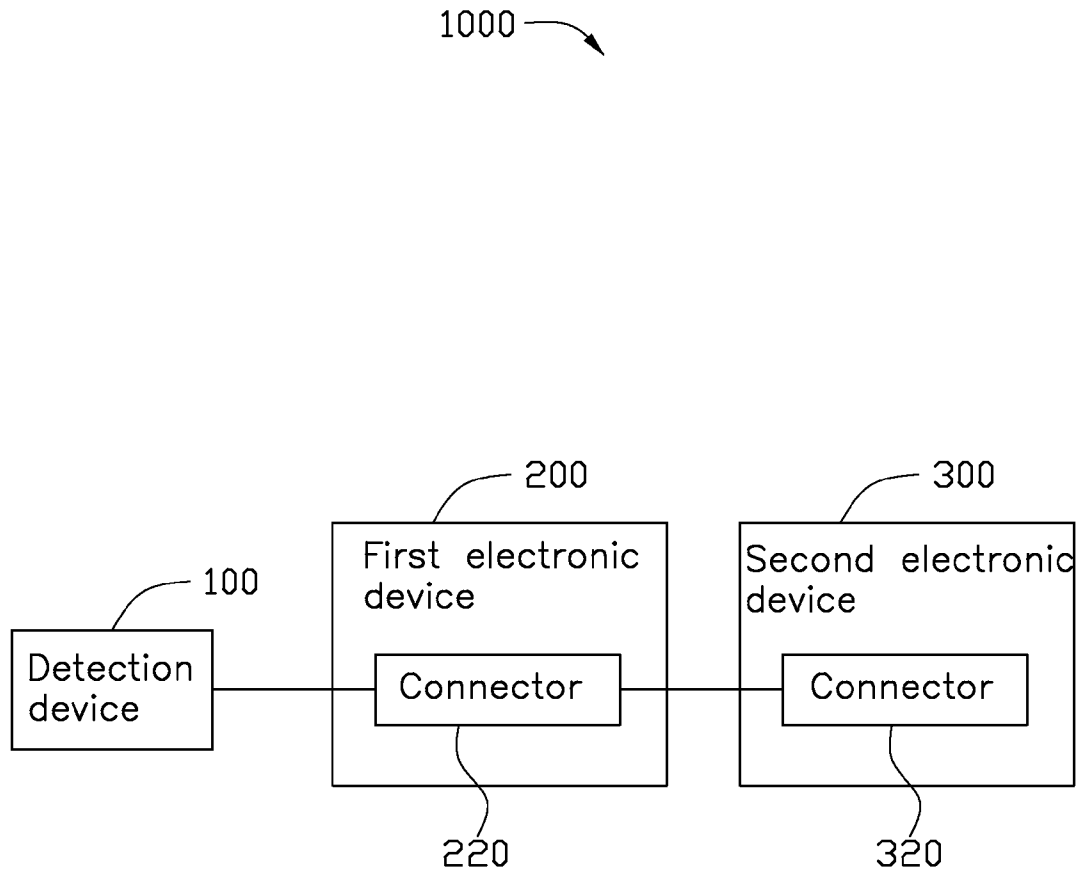 1000
200
300
First electronic
device
Second electronic
device
100
Detection
device
Connector
Connector
220
320